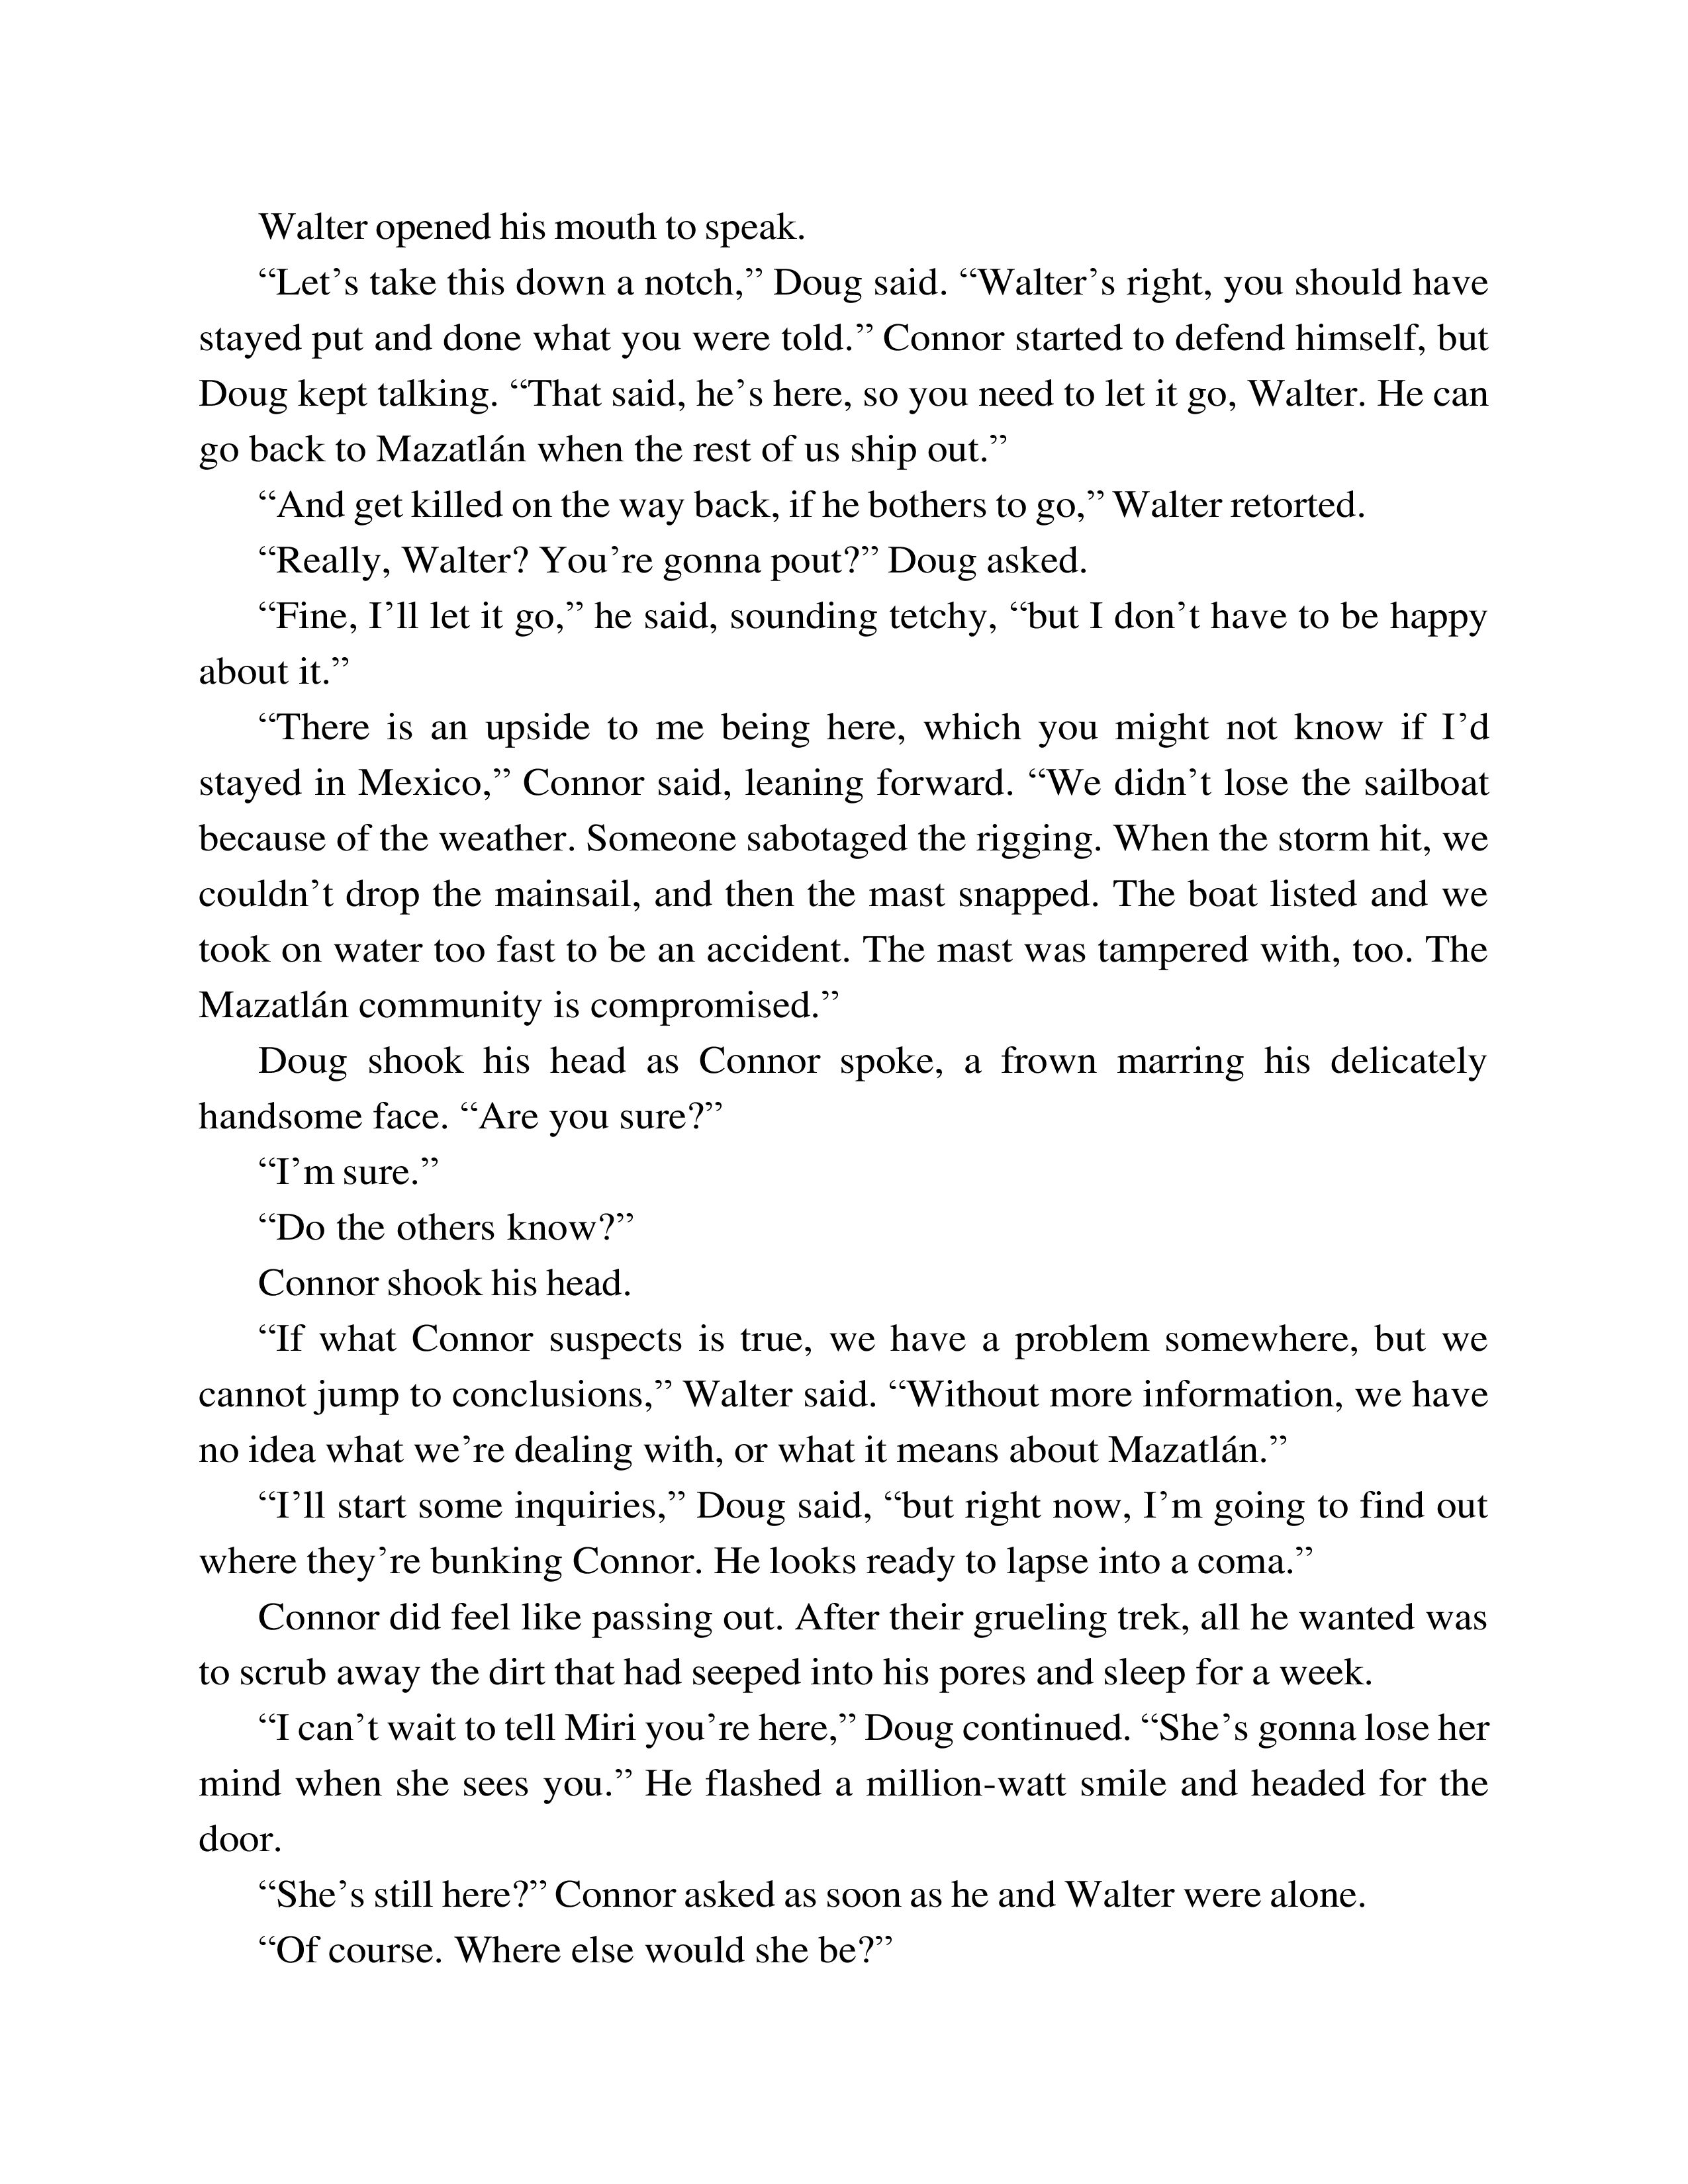 Walter opened his mouth to speak.
“Let’s take this down a notch,” Doug said. “Walter’s right, you should have
stayed put and done what you were told.” Connor started to defend himself, but
Doug kept talking. “That said, he’s here, so you need to let it go, Walter. He can
go back to Mazatlán when the rest of us ship out.”
“And get killed on the way back, if he bothers to go,” Walter retorted.
“Really, Walter? You’re gonna pout?” Doug asked.
“Fine, I’ll let it go,” he said, sounding tetchy, “but I don’t have to be happy
about it.”
“There is an upside to me being here, which you might not know if I’d
stayed in Mexico,” Connor said, leaning forward. “We didn’t lose the sailboat
because of the weather. Someone sabotaged the rigging. When the storm hit, we
couldn’t drop the mainsail, and then the mast snapped. The boat listed and we
took on water too fast to be an accident. The mast was tampered with, too. The
Mazatlán community is compromised.”
Doug shook his head as Connor spoke, a frown marring his delicately
handsome face. “Are you sure?”
“I’m sure.”
“Do the others know?”
Connor shook his head.
“If what Connor suspects is true, we have a problem somewhere, but we
cannot jump to conclusions,” Walter said. “Without more information, we have
no idea what we’re dealing with, or what it means about Mazatlán.”
“I’ll start some inquiries,” Doug said, “but right now, I’m going to find out
where they’re bunking Connor. He looks ready to lapse into a coma.”
Connor did feel like passing out. After their grueling trek, all he wanted was
to scrub away the dirt that had seeped into his pores and sleep for a week.
“I can’t wait to tell Miri you’re here,” Doug continued. “She’s gonna lose her
mind when she sees you.” He flashed a million-watt smile and headed for the
door.
“She’s still here?” Connor asked as soon as he and Walter were alone.
“Of course. Where else would she be?”